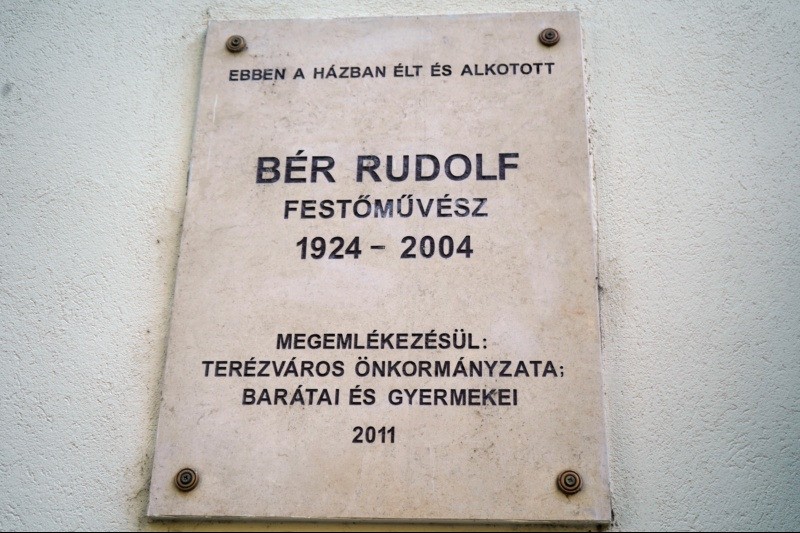 EBBEN A HÁZBAN ÉLT ÉS ALKOTOTT
BÉR RUDOLF
FESTŐMŰVÉSZ
1924 – 2004
MEGEMLÉKEZÉSÜL:
TERÉZVÁROS ÖNKORMÁNYZATA;
BARÁTAI ÉS GYERMEKEI
2011